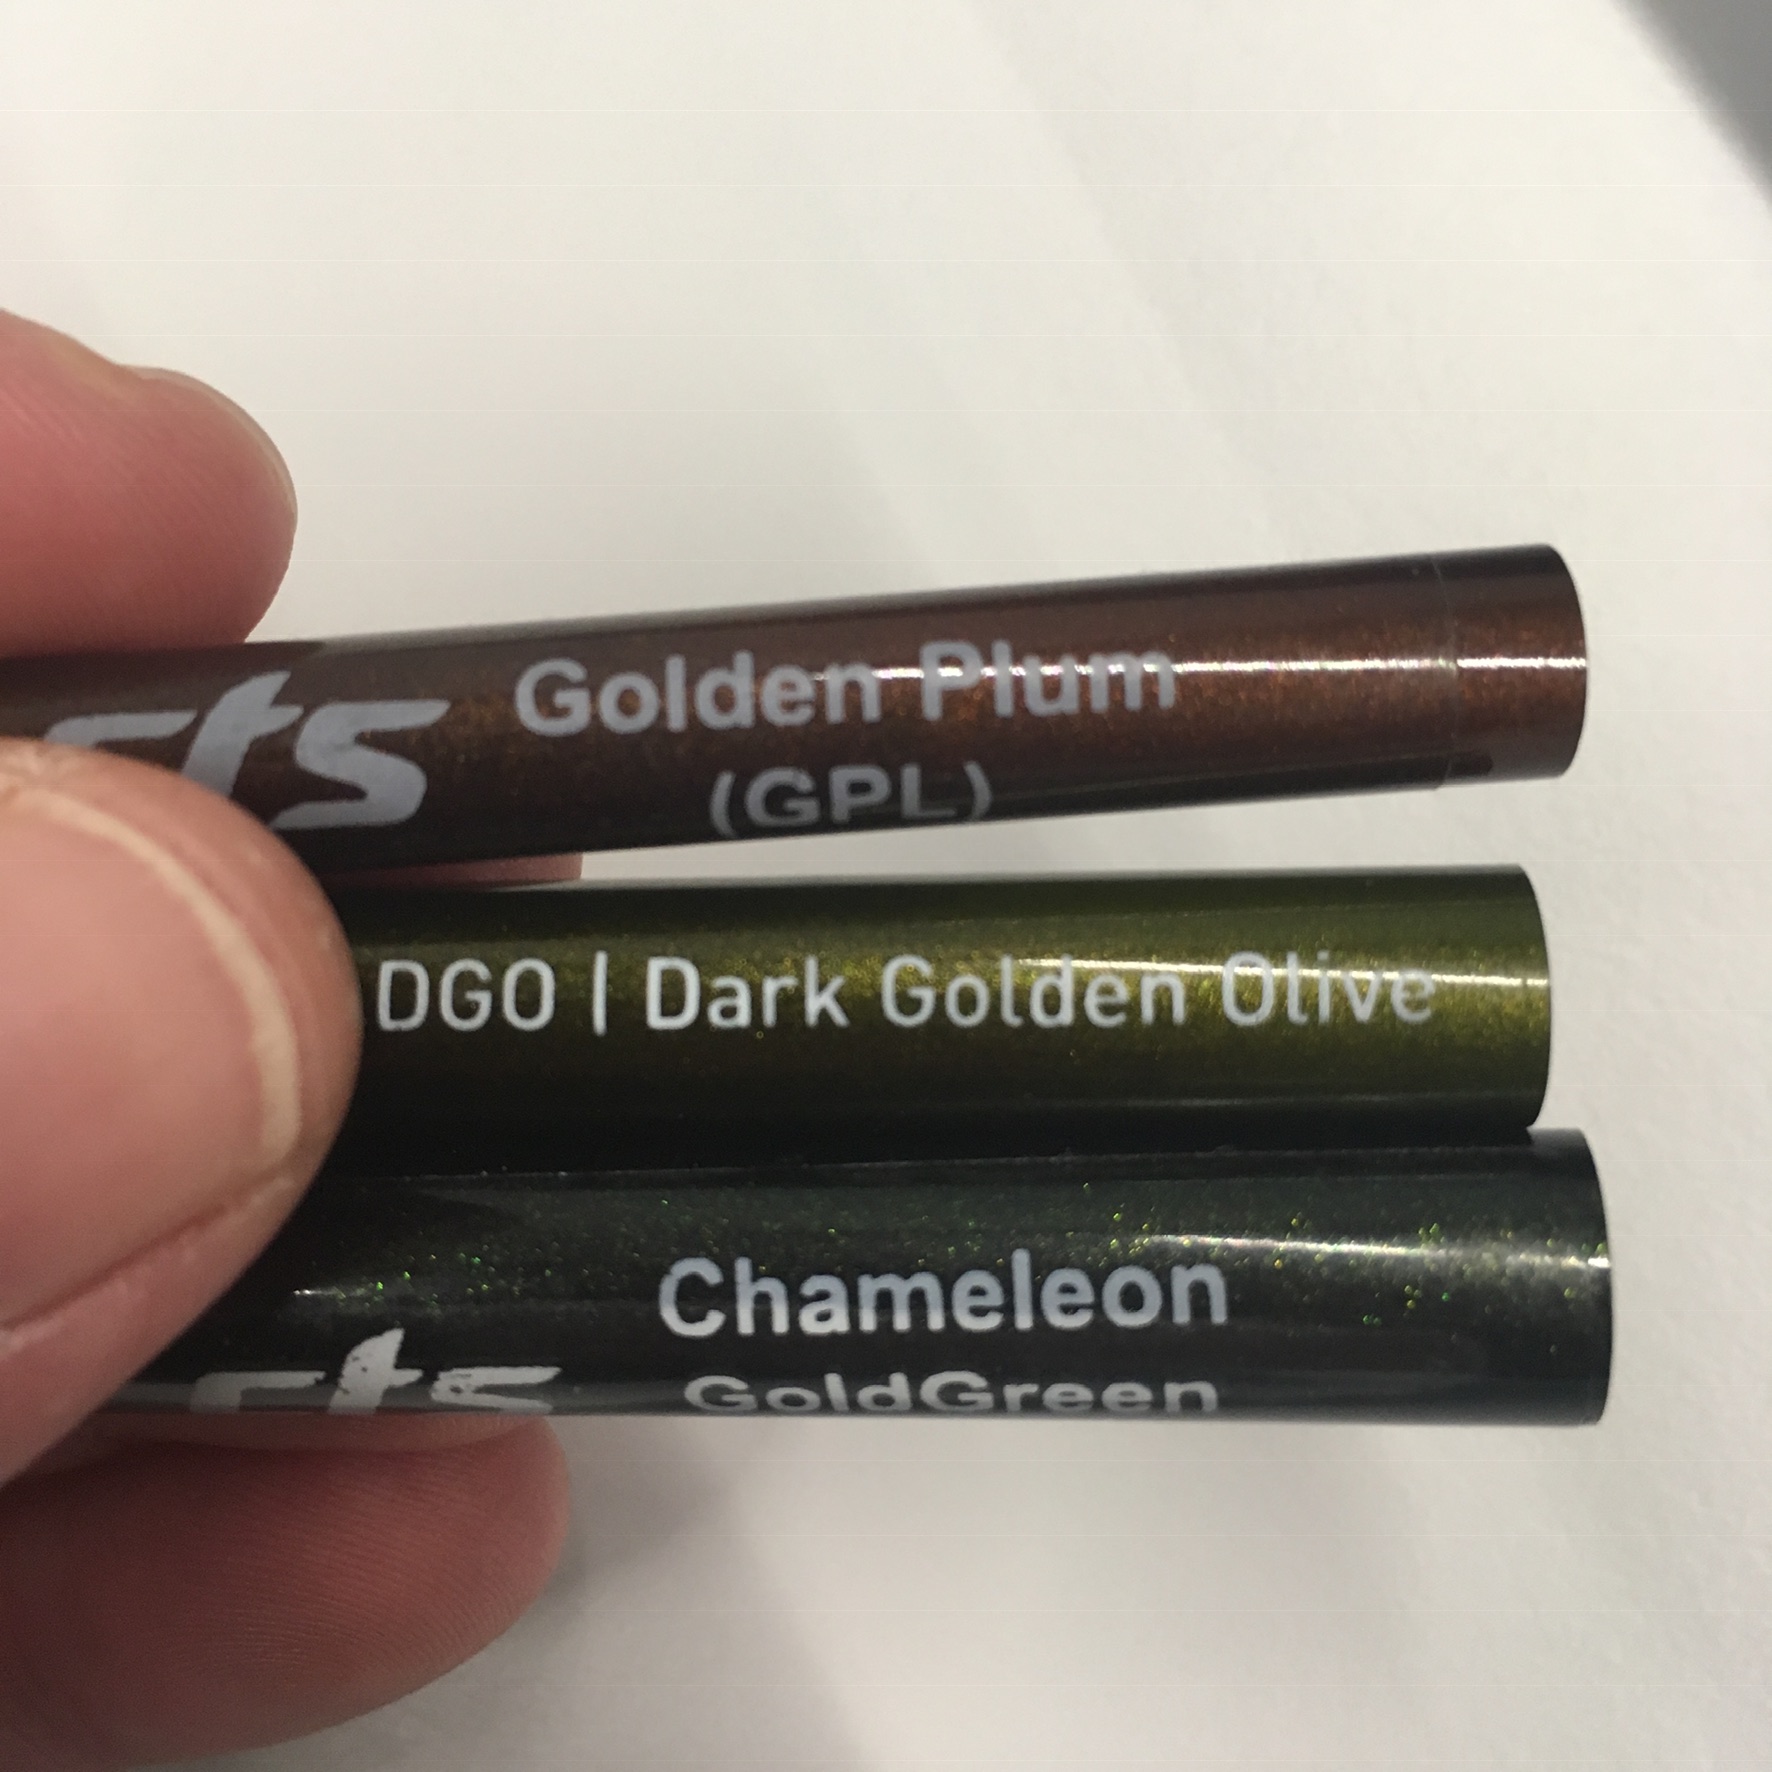 Golden Plum
(GPL)
DGO | Dark Golden Olive
Chameleon
GoldGreen